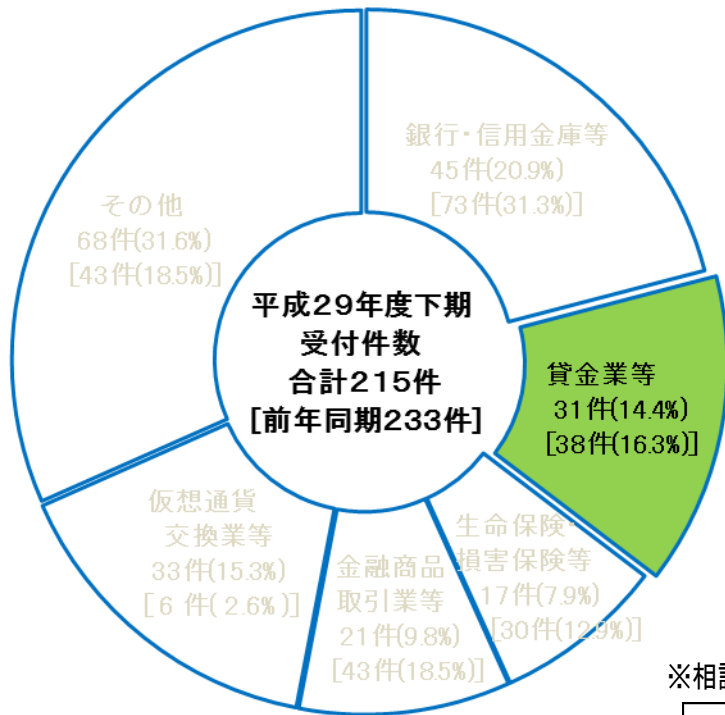 銀行・信用金庫等
45件(20.9%)
[73件(31.3%)]
その他
68件(31.6%)
[43件(18.5%)]
平成29年度下期
受付件数
合計215件
[前年同期233件]
貸金業等
31件(14.4%)
[38件(16.3%)]
仮想通貨
交換業等
33件(15.3%)
[6 件( 2.6%)]
金融商品
取引業等
21件(9.8%)
[43件(18.5%)]
生命保険・
損害保険等
17件(7.9%)
[30件(12.9%)]
※相